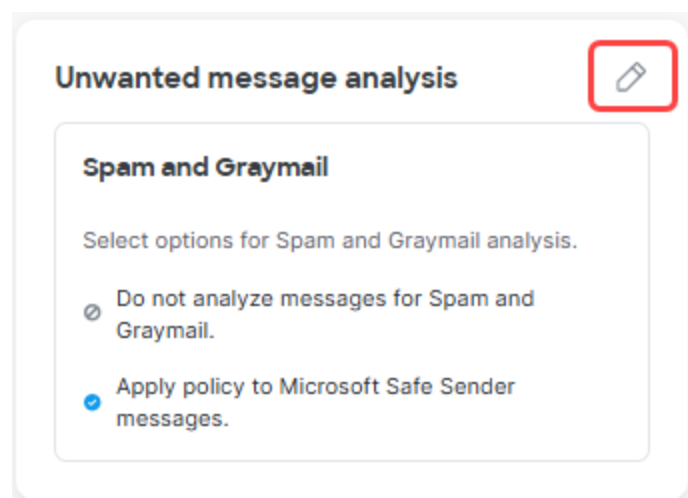 Unwanted message analysis
Spam and Graymail
Select options for Spam and Graymail analysis.
Do not analyze messages for Spam and
Graymail.
Apply policy to Microsoft Safe Sender
messages.